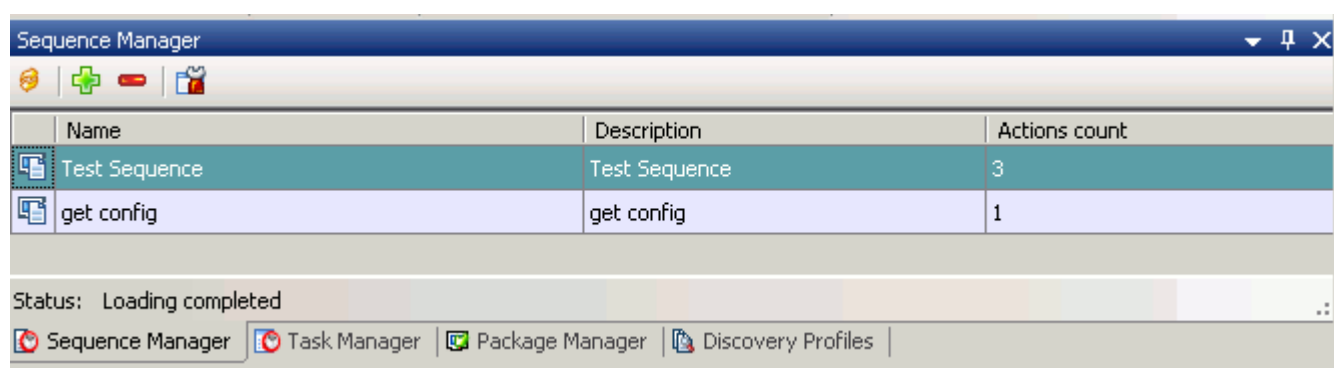 Sequence Manager
Name Description Actions count
Test Sequence Test Sequence 3
get config get config 1
Status: Loading completed
Sequence Manager Task Manager Package Manager Discovery Profiles